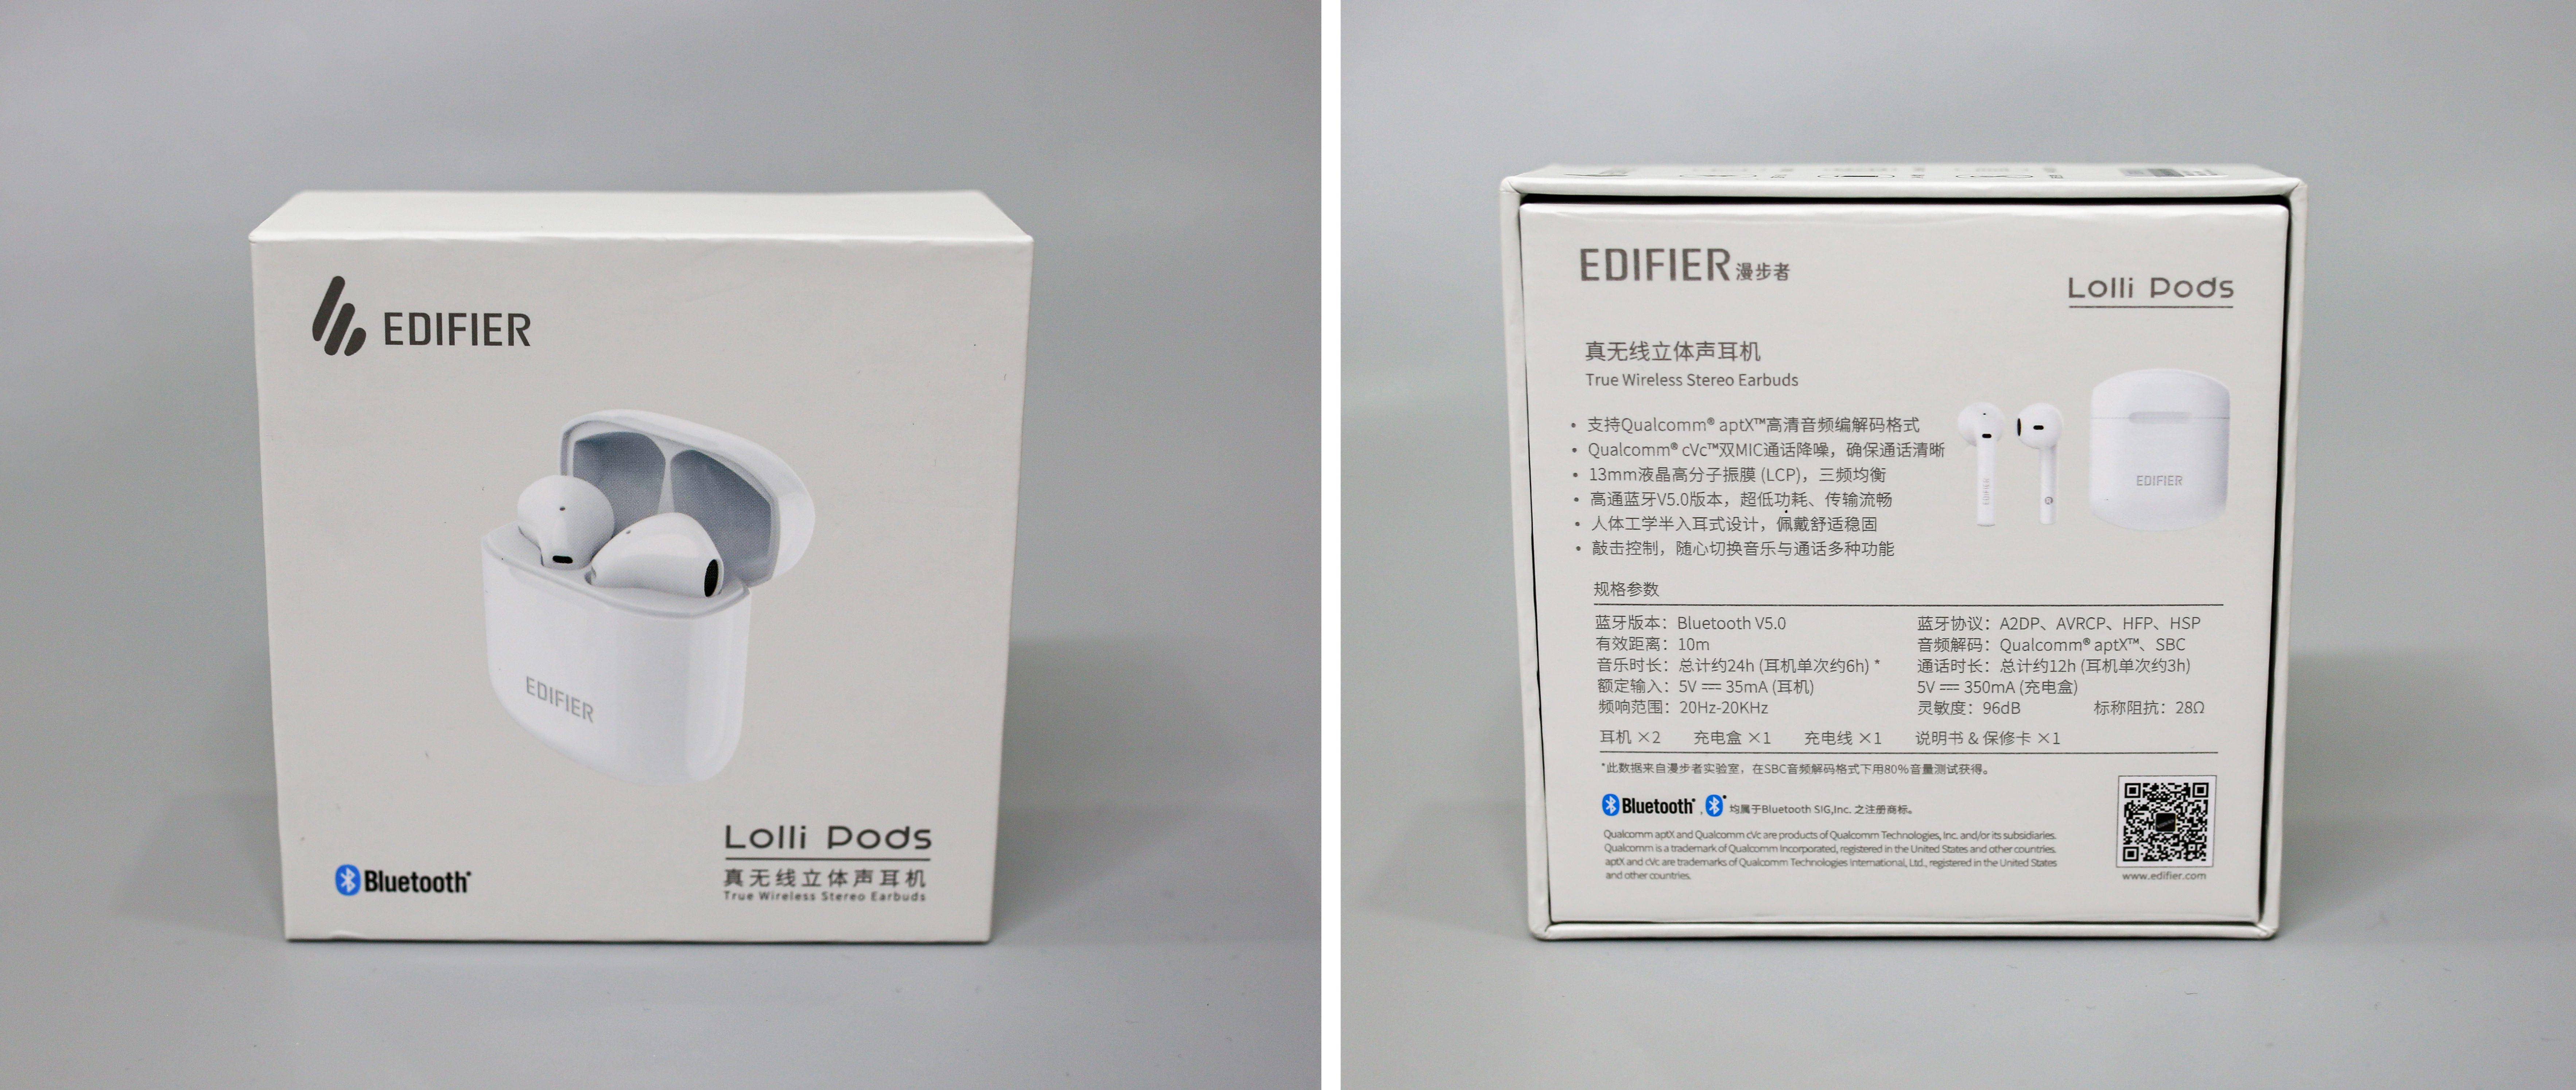 EDIFIER
EDIFIER
Lolli Pods
真无线立体声耳机
True Wireless Stereo Earbuds
Bluetooth®
EDIFIER漫步者
Lolli Pods
真无线立体声耳机
True Wireless Stereo Earbuds
• 支持Qualcomm® aptX™高清音频编解码格式
• Qualcomm® cVc™双MIC通话降噪，确保通话清晰
• 13mm液晶高分子振膜 (LCP)，三频均衡
• 高通蓝牙V5.0版本，超低功耗、传输流畅
• 人体工学半入耳式设计，佩戴舒适稳固
• 敲击控制，随心切换音乐与通话多种功能
EDIFIER
EDIFIER
规格参数
蓝牙版本：Bluetooth V5.0 蓝牙协议：A2DP、AVRCP、HFP、HSP
有效距离：10m 音频解码：Qualcomm® aptX™、SBC
音乐时长：总计约24h (耳机单次约6h) * 通话时长：总计约12h (耳机单次约3h)
额定输入：5V ⎓ 35mA (耳机) 5V ⎓ 350mA (充电盒)
频响范围：20Hz-20KHz 灵敏度：96dB 标称阻抗：28Ω
耳机 ×2 充电盒 ×1 充电线 ×1 说明书 & 保修卡 ×1
*此数据来自漫步者实验室，在SBC音频解码格式下用80%音量测试获得。
Bluetooth®, 均属于Bluetooth SIG,Inc. 之注册商标。
Qualcomm aptX and Qualcomm cVc are products of Qualcomm Technologies, Inc. and/or its subsidiaries.
Qualcomm is a trademark of Qualcomm Incorporated, registered in the United States and other countries.
aptX and cVc are trademarks of Qualcomm Technologies International, Ltd., registered in the United States
and other countries.
www.edifier.com